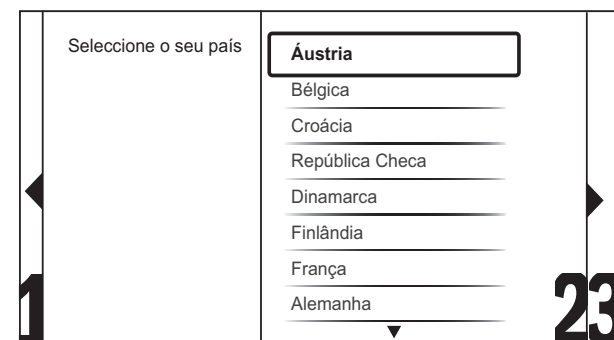 Seleccione o seu país
Áustria
Bélgica
Croácia
República Checa
Dinamarca
Finlândia
França
Alemanha
1
23